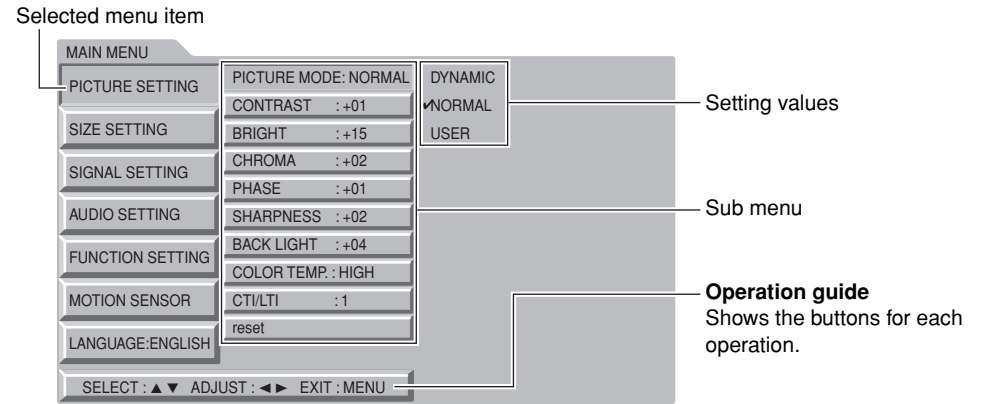 Selected menu item
MAIN MENU
PICTURE SETTING
SIZE SETTING
SIGNAL SETTING
AUDIO SETTING
FUNCTION SETTING
MOTION SENSOR
LANGUAGE:ENGLISH
PICTURE MODE: NORMAL
CONTRAST : +01
BRIGHT : +15
CHROMA : +02
PHASE : +01
SHARPNESS : +02
BACK LIGHT : +04
COLOR TEMP. : HIGH
CTI/LTI : 1
reset
DYNAMIC
✔NORMAL
USER
SELECT : ▲ ▼ ADJUST : ◄ ► EXIT : MENU
Setting values
Sub menu
Operation guide
Shows the buttons for each
operation.